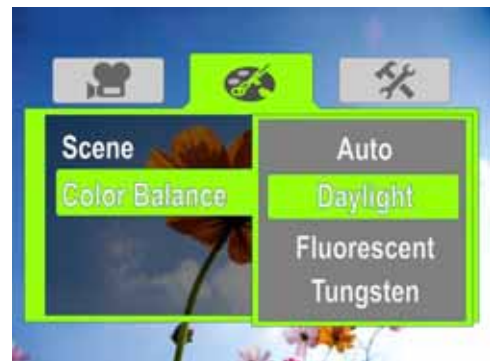 Scene
Color Balance
Auto
Daylight
Fluorescent
Tungsten